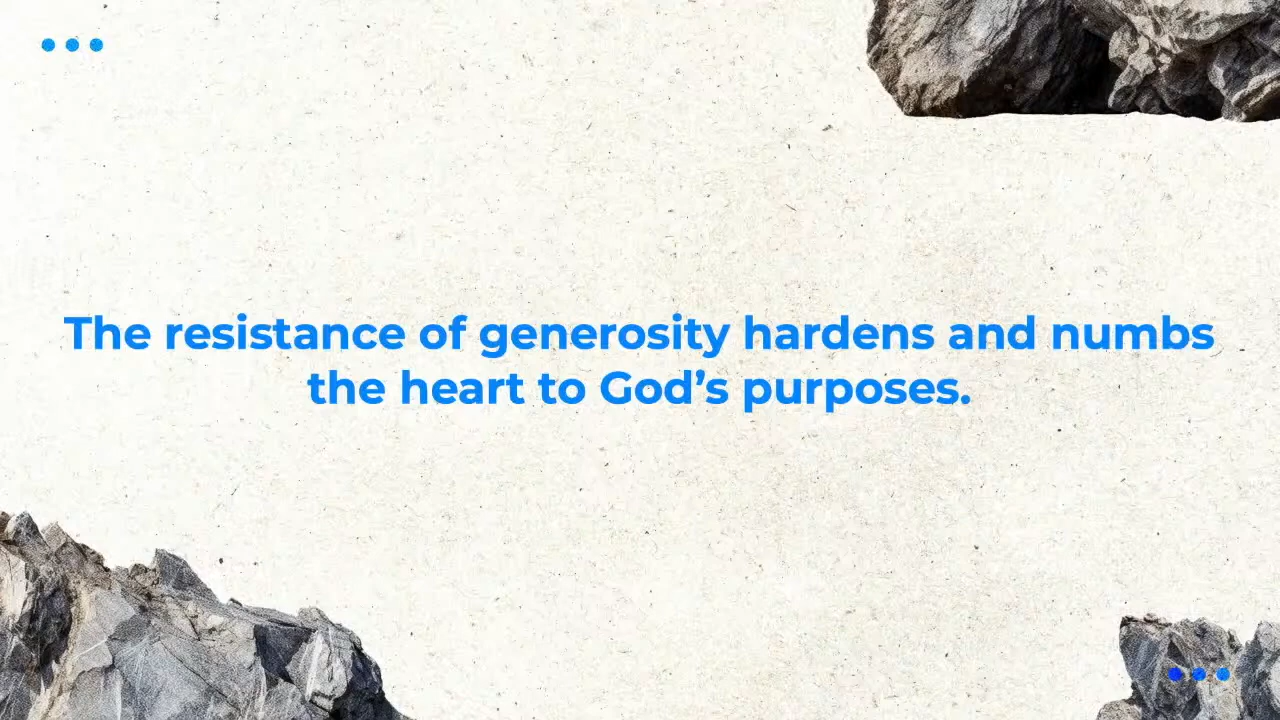 The resistance of generosity hardens and numbs
the heart to God’s purposes.